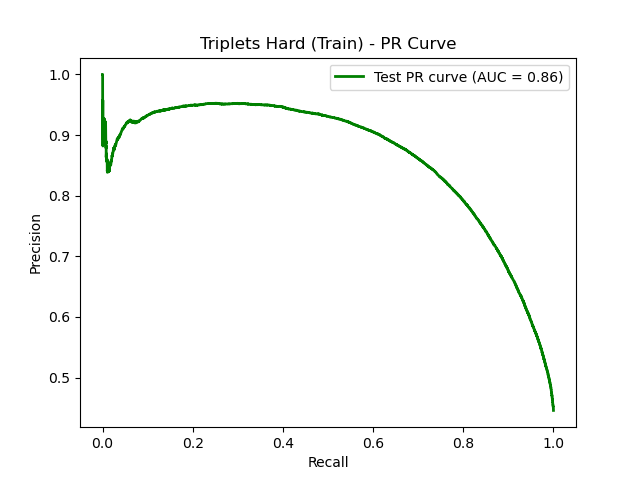 Triplets Hard (Train) - PR Curve
Test PR curve (AUC = 0.86)
1.0
0.9
0.8
0.7
0.6
0.5
Precision
0.0 0.2 0.4 0.6 0.8 1.0
Recall